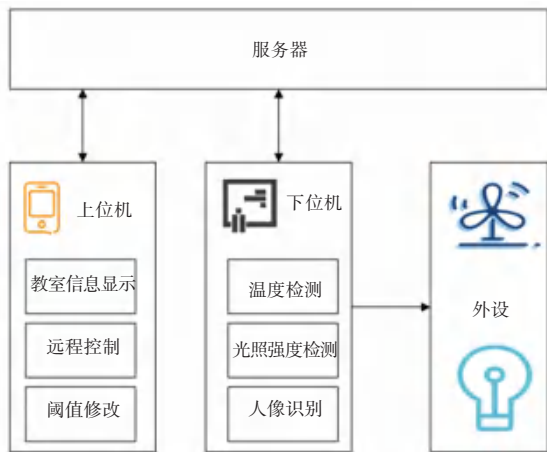 服务器
上位机
教室信息显示
远程控制
阈值修改
下位机
温度检测
光照强度检测
人像识别
外设